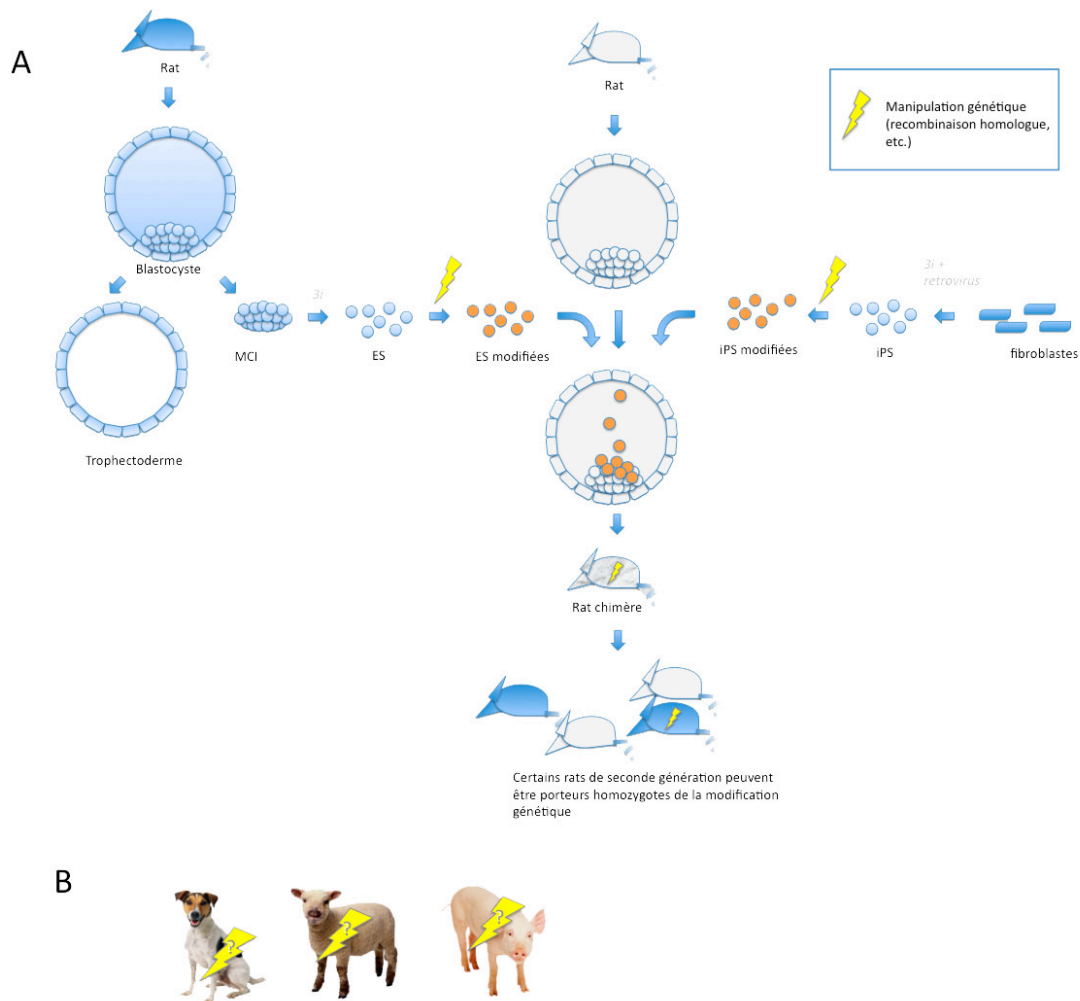 A
Rat
Rat
Manipulation génétique
(recombinaison homologue,
etc.)
Blastocyste
3i
3i +
retrovirus
MCI
ES
ES modifiées
iPS modifiées
iPS
fibroblastes
Trophectoderme
Rat chimère
Certains rats de seconde génération peuvent
être porteurs homozygotes de la modification
génétique
B
?
?
?